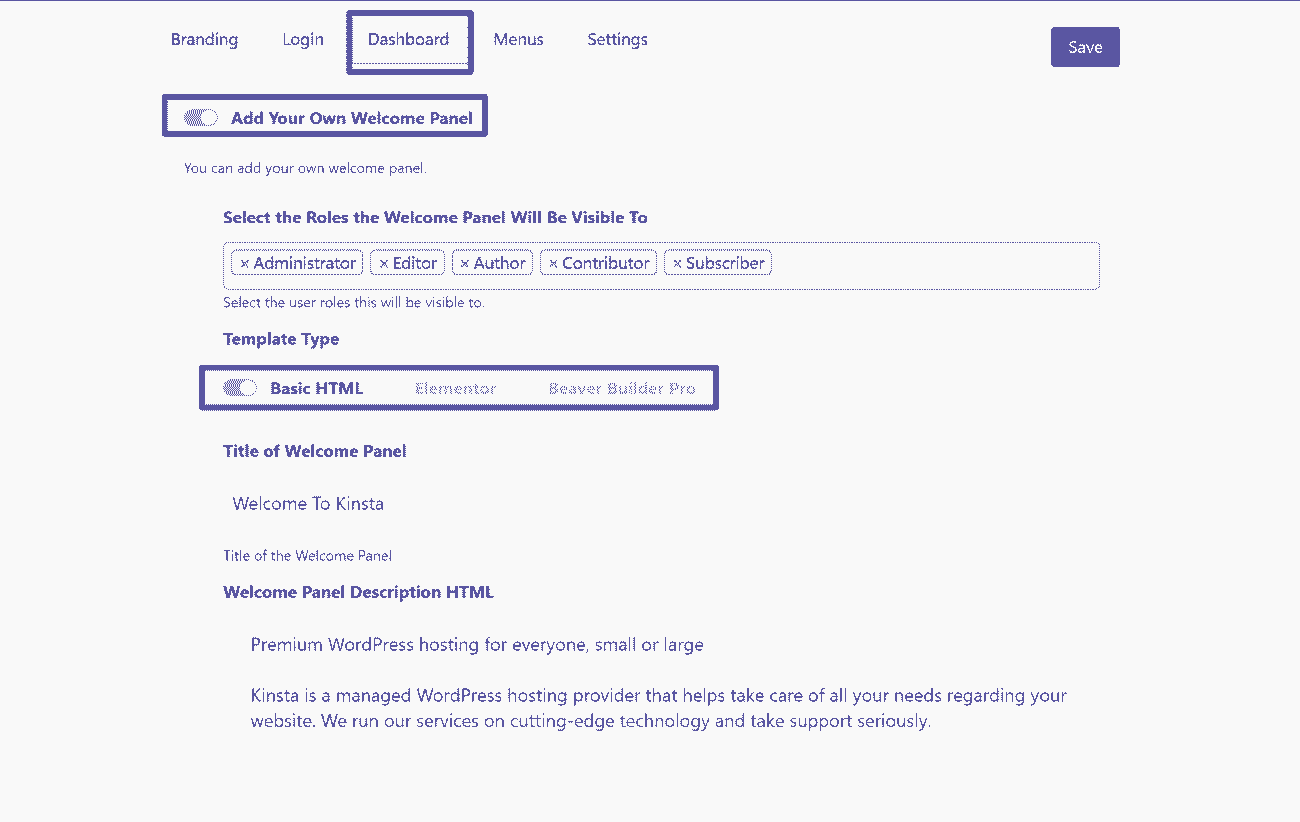 Branding Login Dashboard Menus Settings Save
Add Your Own Welcome Panel
You can add your own welcome panel.
Select the Roles the Welcome Panel Will Be Visible To
× Administrator × Editor × Author × Contributor × Subscriber
Select the user roles this will be visible to.
Template Type
Basic HTML Elementor Beaver Builder Pro
Title of Welcome Panel
Welcome To Kinsta
Title of the Welcome Panel
Welcome Panel Description HTML
Premium WordPress hosting for everyone, small or large
Kinsta is a managed WordPress hosting provider that helps take care of all your needs regarding your
website. We run our services on cutting-edge technology and take support seriously.